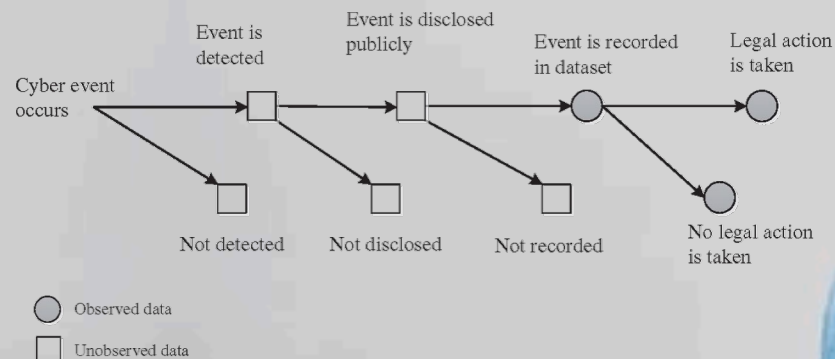 Event is
detected
Event is disclosed
publicly
Event is recorded
in dataset
Legal action
is taken
Cyber event
occurs
Not detected
Not disclosed
Not recorded
No legal action
is taken
Observed data
Unobserved data